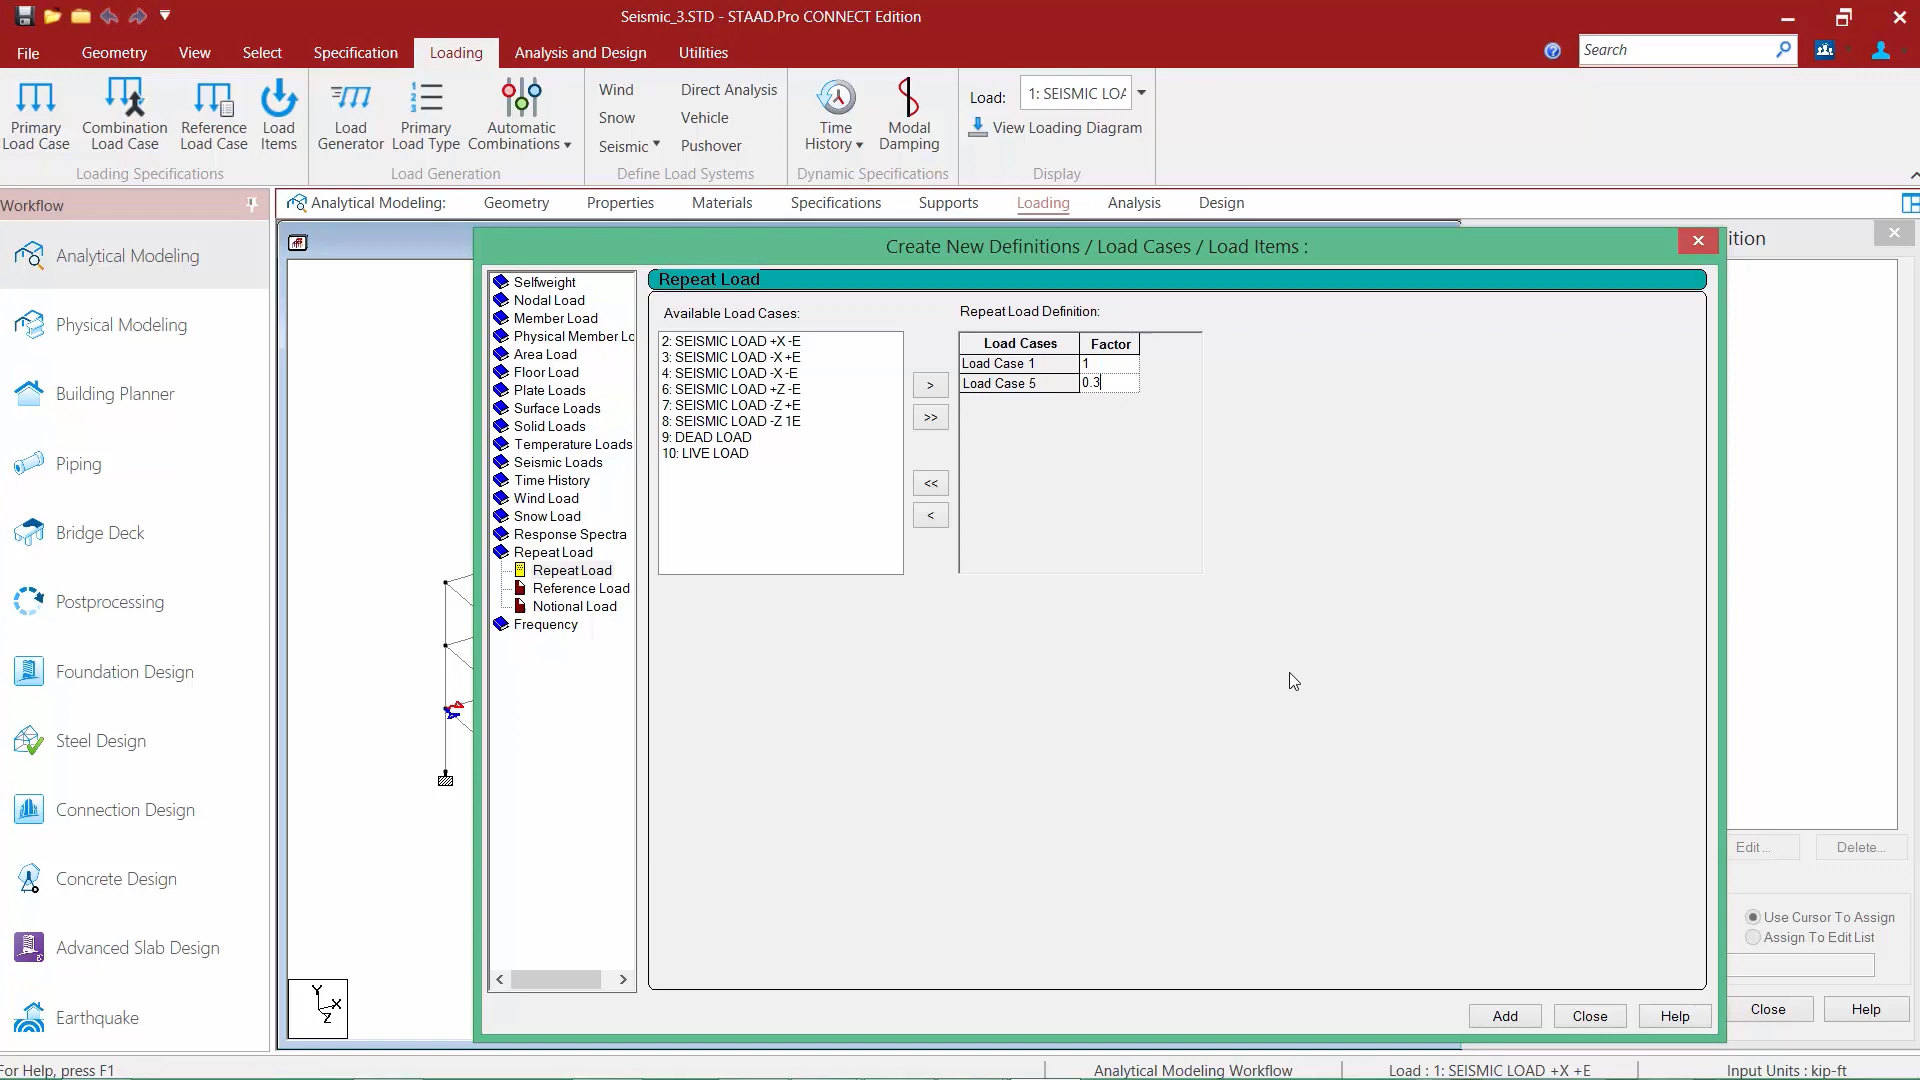 Seismic_3.STD - STAAD.Pro CONNECT Edition
File Geometry View Select Specification Loading Analysis and Design Utilities Search
Primary Load Case
Combination Load Case
Reference Load Case
Load Items
Loading Specifications
Load Generator
Primary Load Type
Automatic Combinations
Load Generation
Wind
Snow
Seismic
Direct Analysis
Vehicle
Pushover
Define Load Systems
Time History
Modal Damping
Dynamic Specifications
Load: 1: SEISMIC LOA
View Loading Diagram
Display
Workflow
Analytical Modeling: Geometry Properties Materials Specifications Supports Loading Analysis Design
Analytical Modeling
Physical Modeling
Building Planner
Piping
Bridge Deck
Postprocessing
Foundation Design
Steel Design
Connection Design
Concrete Design
Advanced Slab Design
Earthquake
Create New Definitions / Load Cases / Load Items :
Selfweight
Nodal Load
Member Load
Physical Member Lo
Area Load
Floor Load
Plate Loads
Surface Loads
Solid Loads
Temperature Loads
Seismic Loads
Time History
Wind Load
Snow Load
Response Spectra
Repeat Load
Repeat Load
Reference Load
Notional Load
Frequency
Repeat Load
Available Load Cases:
2: SEISMIC LOAD +X -E
3: SEISMIC LOAD -X +E
4: SEISMIC LOAD -X -E
6: SEISMIC LOAD +Z -E
7: SEISMIC LOAD -Z +E
8: SEISMIC LOAD -Z 1E
9: DEAD LOAD
10: LIVE LOAD
>
>>
<<
<
Repeat Load Definition:
Load Cases Factor
Load Case 1 1
Load Case 5 0.3
Add Close Help
ition
Edit... Delete...
Use Cursor To Assign
Assign To Edit List
Close Help
Y
X
Z
For Help, press F1 Analytical Modeling Workflow Load : 1: SEISMIC LOAD +X +E Input Units : kip-ft